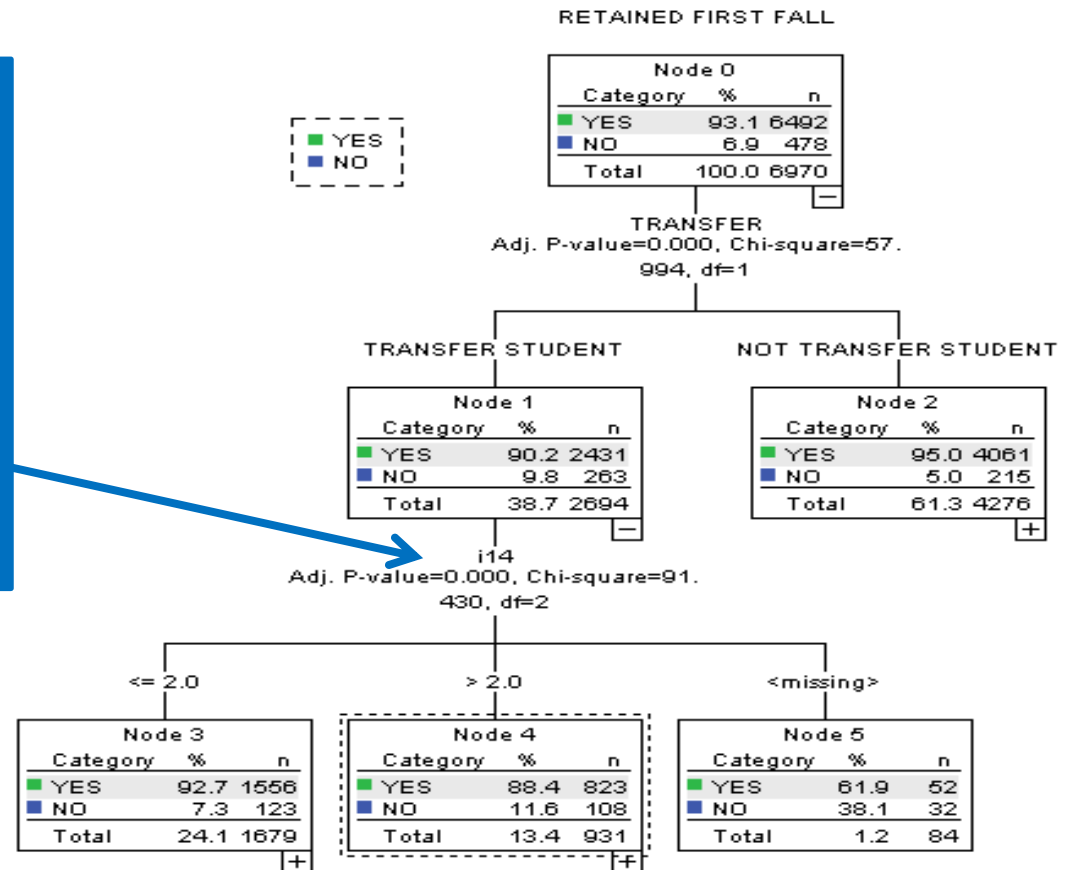 RETAINED FIRST FALL
Node 0
Category % n
YES 93.1 6492
NO 6.9 478
Total 100.0 6970
YES
NO
TRANSFER
Adj. P-value=0.000, Chi-square=57.
994, df=1
TRANSFER STUDENT
NOT TRANSFER STUDENT
Node 1
Category % n
YES 90.2 2431
NO 9.8 263
Total 38.7 2694
Node 2
Category % n
YES 95.0 4061
NO 5.0 215
Total 61.3 4276
i14
Adj. P-value=0.000, Chi-square=91.
430, df=2
<= 2.0
> 2.0
<missing>
Node 3
Category % n
YES 92.7 1556
NO 7.3 123
Total 24.1 1679
Node 4
Category % n
YES 88.4 823
NO 11.6 108
Total 13.4 931
Node 5
Category % n
YES 61.9 52
NO 38.1 32
Total 1.2 84